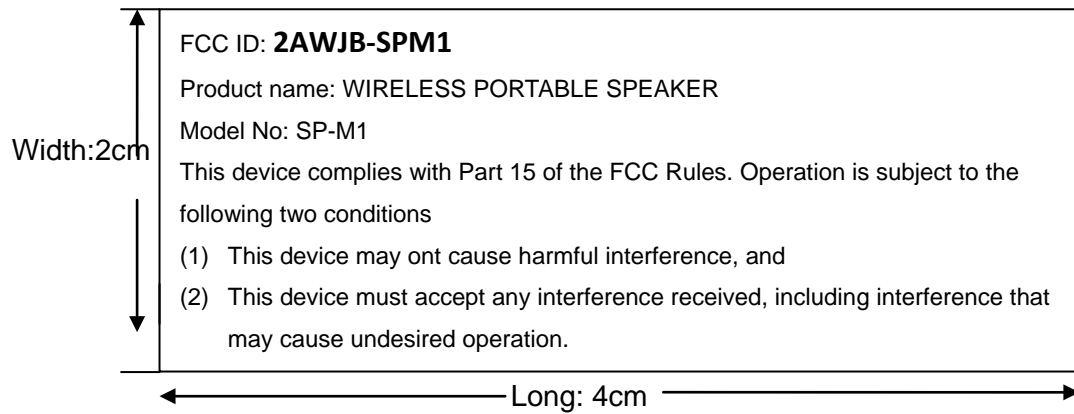 FCC ID: 2AWJB-SPM1
Product name: WIRELESS PORTABLE SPEAKER
Model No: SP-M1
Width:2cm
This device complies with Part 15 of the FCC Rules. Operation is subject to the
following two conditions
(1) This device may ont cause harmful interference, and
(2) This device must accept any interference received, including interference that
may cause undesired operation.
Long: 4cm